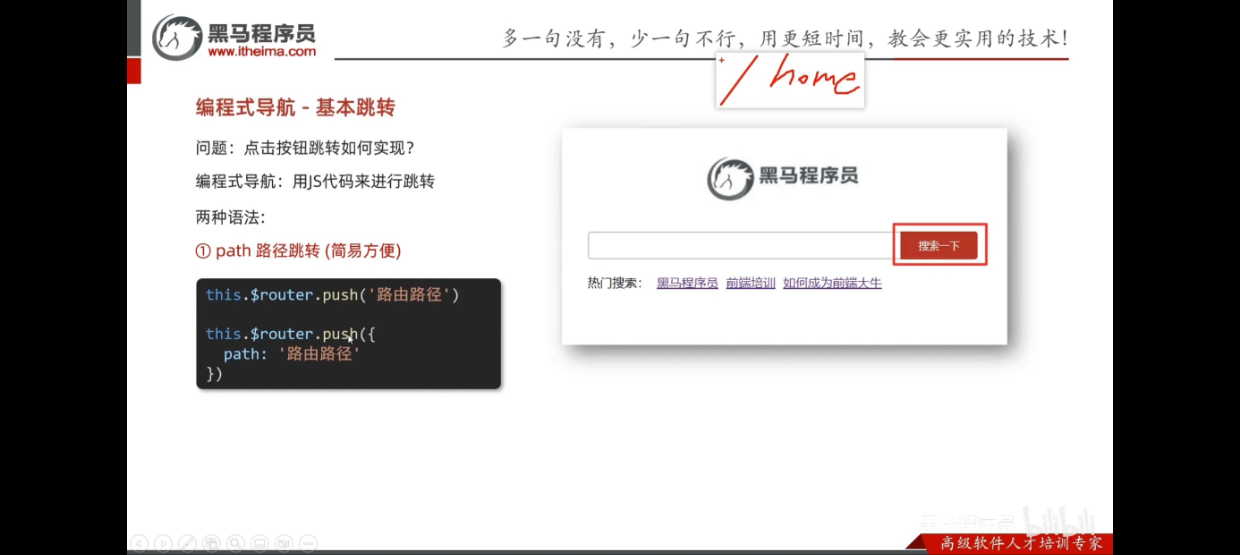 黑马程序员
www.itheima.com
多一句没有，少一句不行，用更短时间，教会更实用的技术！
/home
编程式导航 - 基本跳转
问题：点击按钮跳转如何实现？
编程式导航：用JS代码来进行跳转
两种语法：
① path 路径跳转 (简易方便)
this.$router.push('路由路径')
this.$router.push({
path: '路由路径'
})
黑马程序员
搜索一下
热门搜索： 黑马程序员 前端培训 如何成为前端大牛
bilibili
高级软件人才培训专家